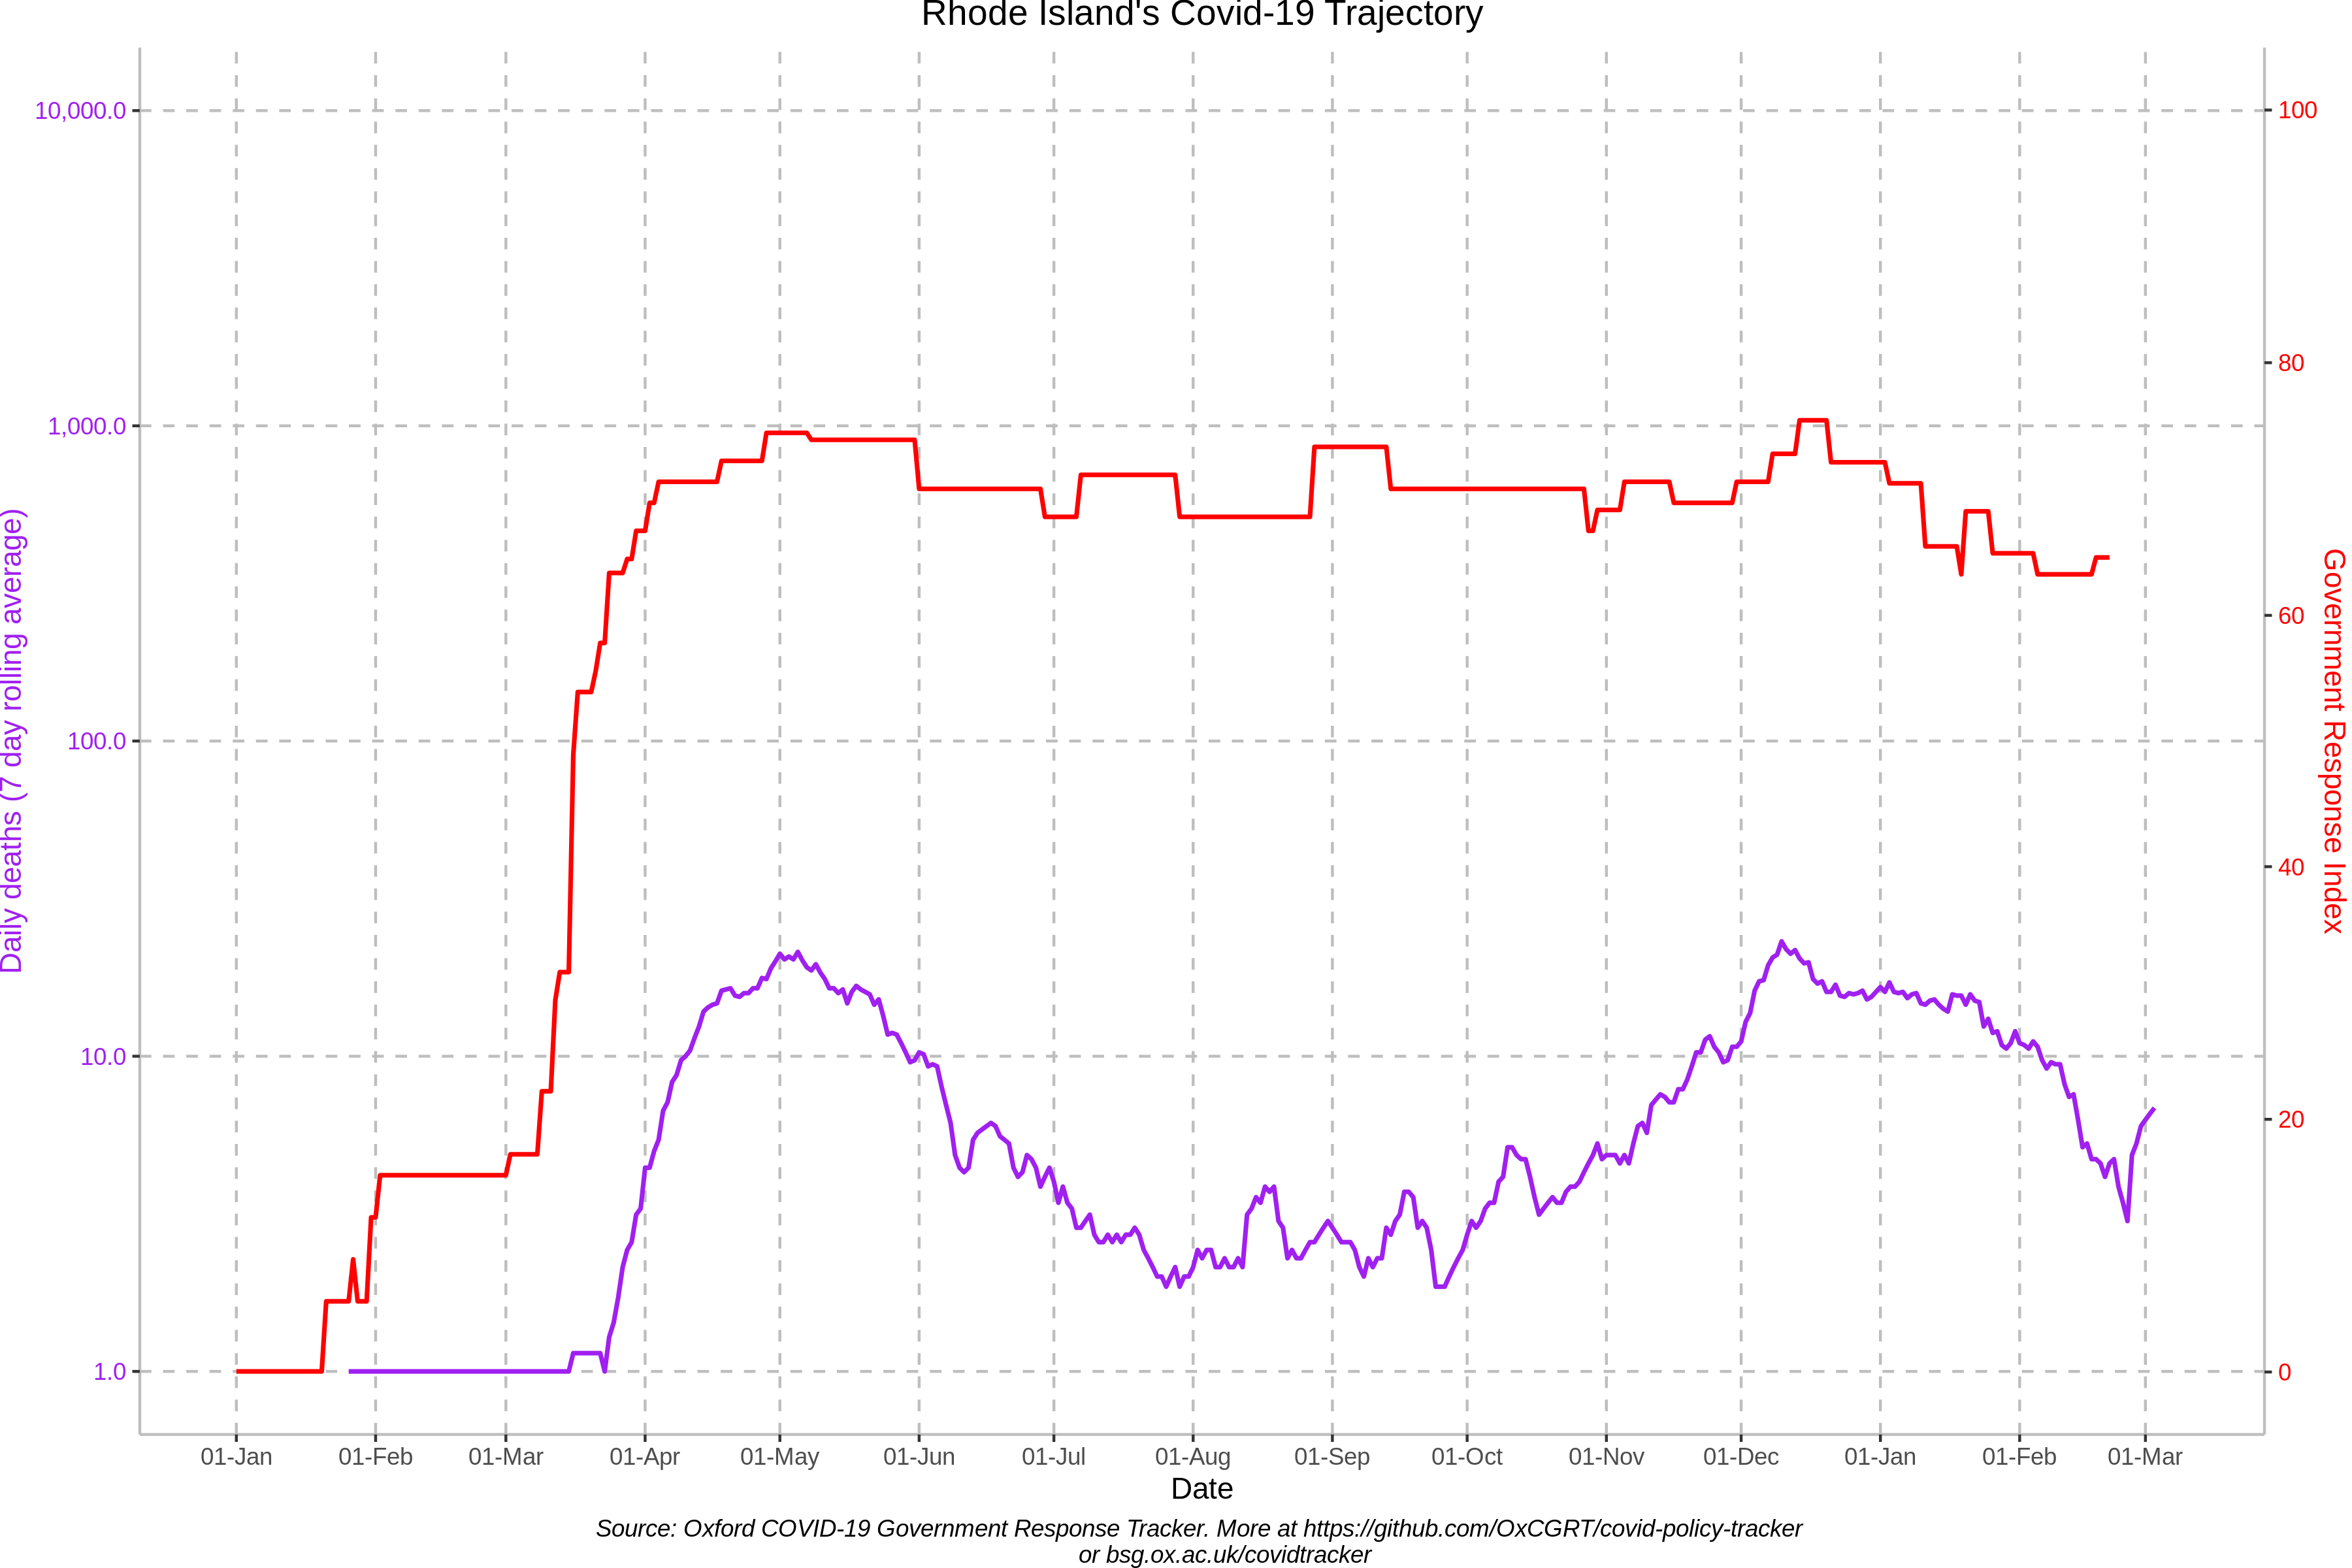 Rhode Island's Covid-19 Trajectory
10,000.0
1,000.0
100.0
10.0
1.0
Daily deaths (7 day rolling average)
100
80
60
40
20
0
Government Response Index
01-Jan 01-Feb 01-Mar 01-Apr 01-May 01-Jun 01-Jul 01-Aug 01-Sep 01-Oct 01-Nov 01-Dec 01-Jan 01-Feb 01-Mar
Date
Source: Oxford COVID-19 Government Response Tracker. More at https://github.com/OxCGRT/covid-policy-tracker
or bsg.ox.ac.uk/covidtracker